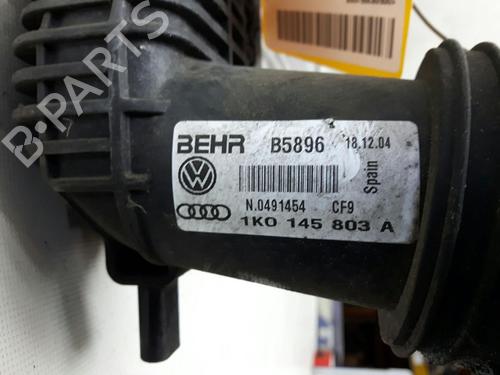 B-PARTS
BEHR B5896 18.12.04
Spain
N.0491454 CF9
1K0 145 803 A